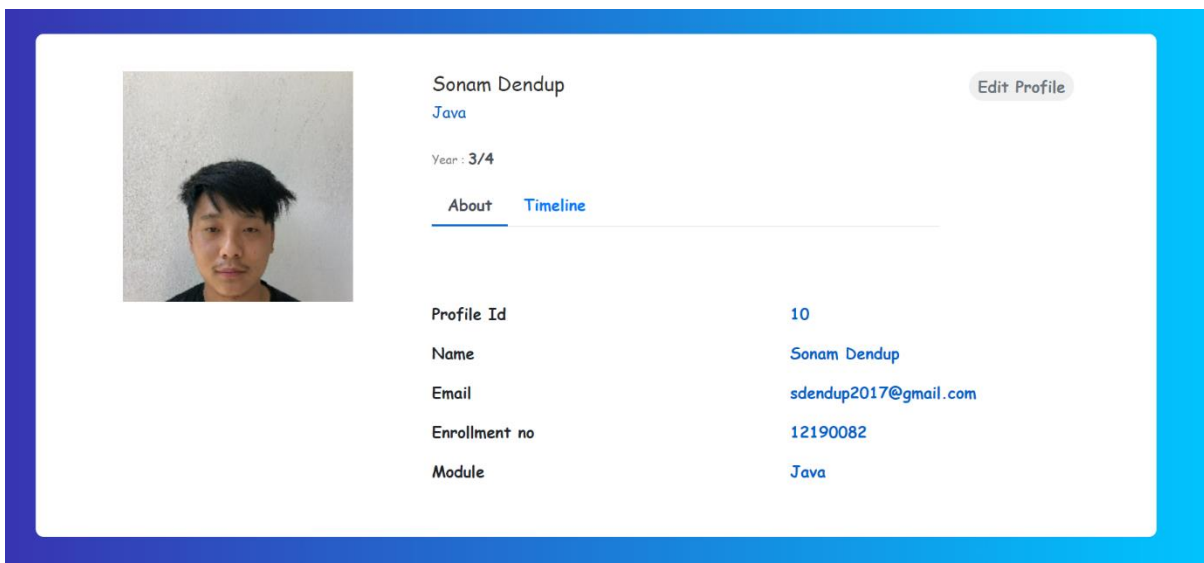 Sonam Dendup
Edit Profile
Java
Year : 3/4
About Timeline
Profile Id 10
Name Sonam Dendup
Email sdendup2017@gmail.com
Enrollment no 12190082
Module Java